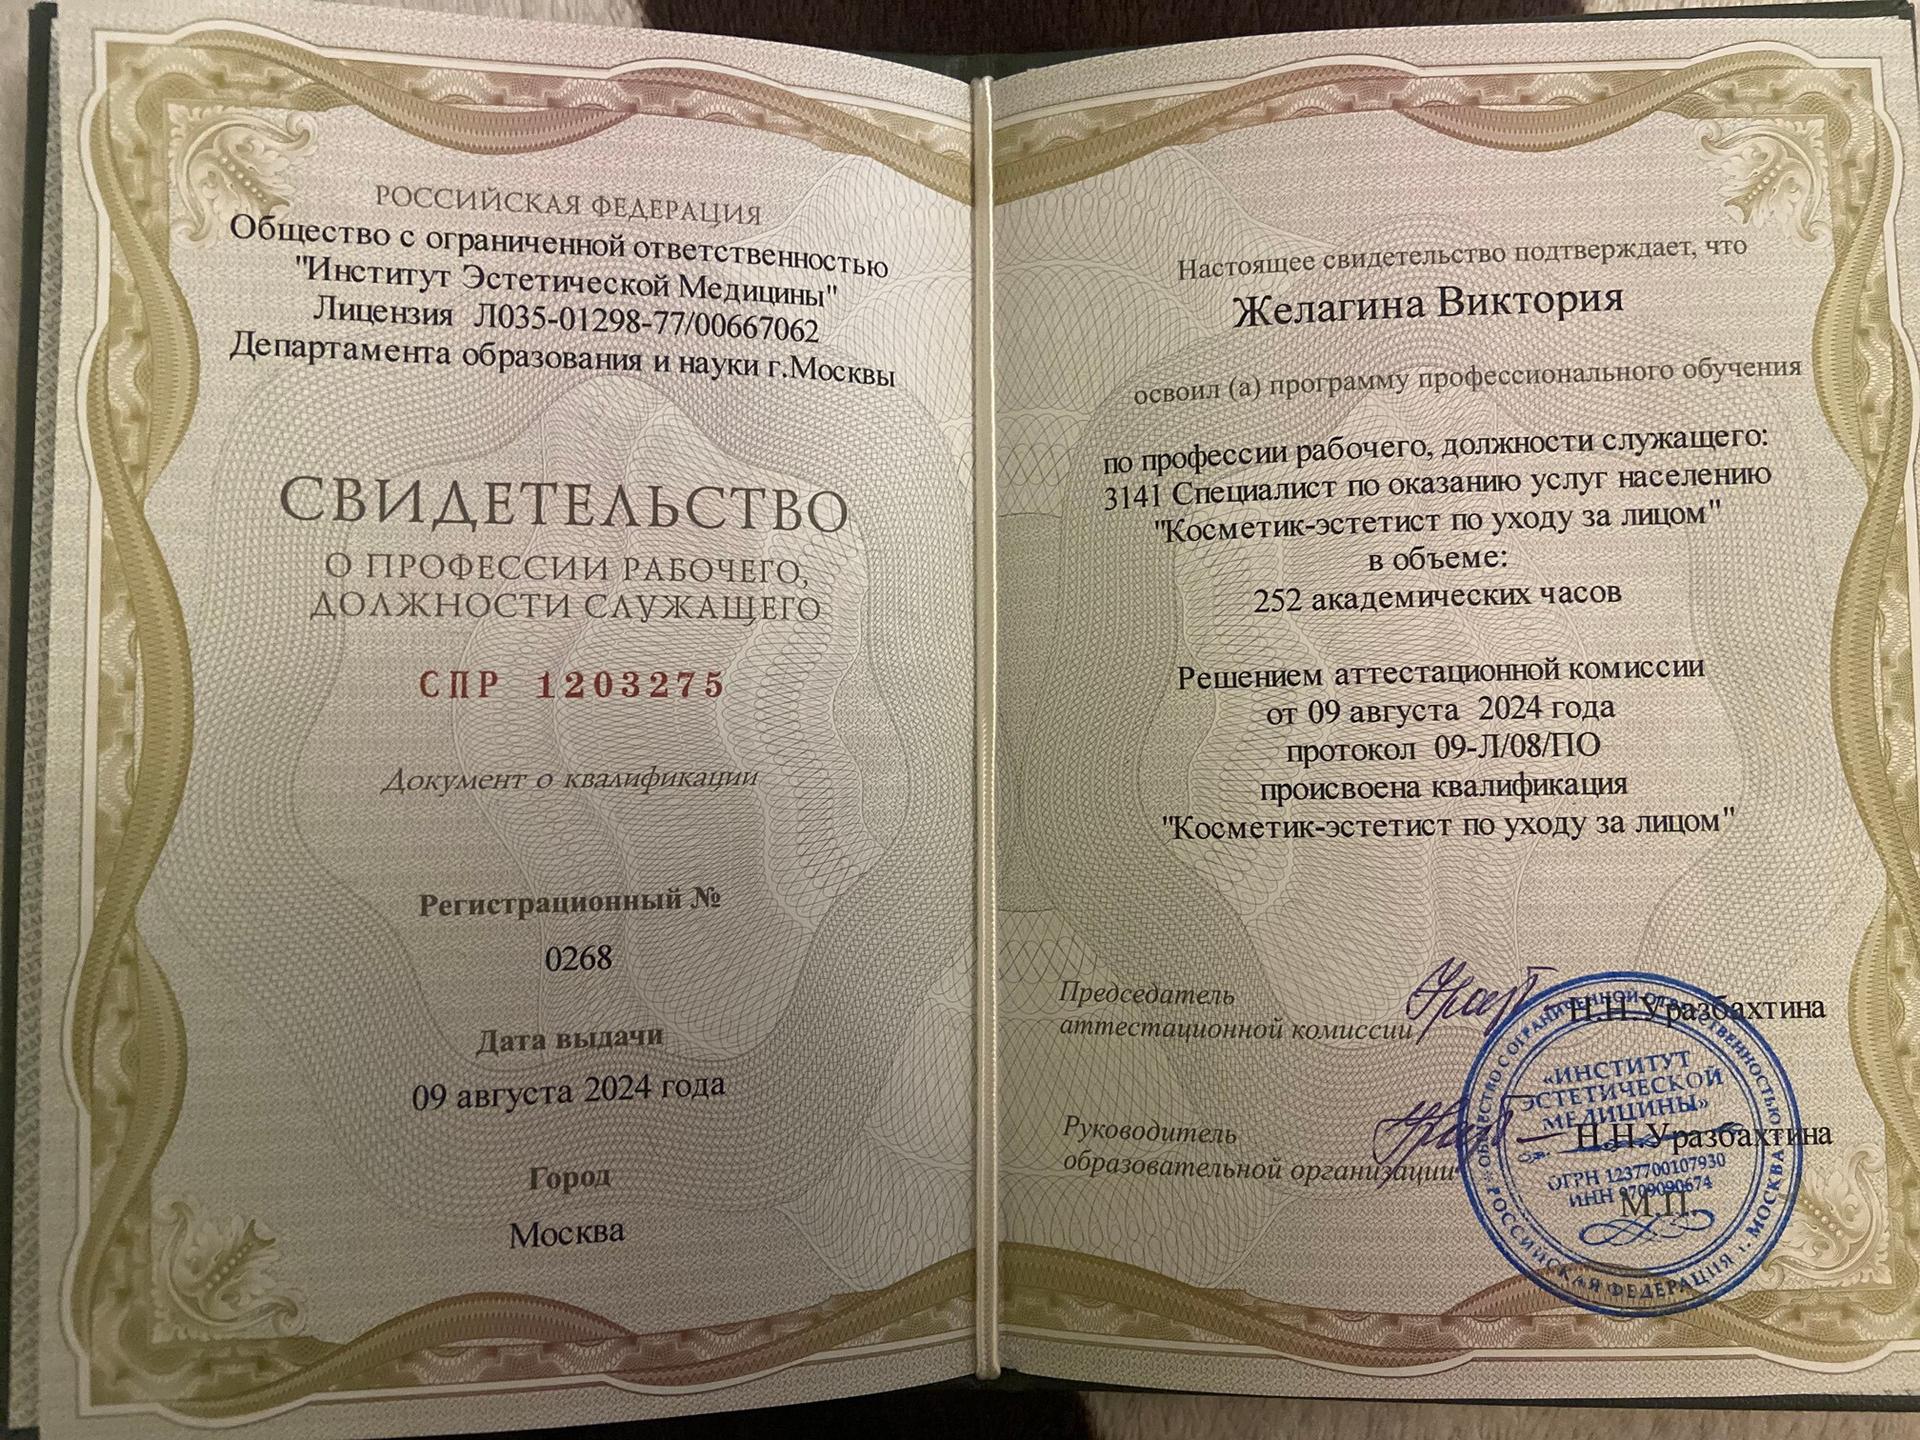 РОССИЙСКАЯ ФЕДЕРАЦИЯ
Общество с ограниченной ответственностью
"Институт Эстетической Медицины"
Лицензия Л035-01298-77/00667062
Департамента образования и науки г.Москвы
СВИДЕТЕЛЬСТВО
О ПРОФЕССИИ РАБОЧЕГО,
ДОЛЖНОСТИ СЛУЖАЩЕГО
СПР 1203275
Документ о квалификации
Регистрационный №
0268
Дата выдачи
09 августа 2024 года
Город
Москва
Настоящее свидетельство подтверждает, что
Желагина Виктория
освоил (а) программу профессионального обучения
по профессии рабочего, должности служащего:
3141 Специалист по оказанию услуг населению
"Косметик-эстетист по уходу за лицом"
в объеме:
252 академических часов
Решением аттестационной комиссии
от 09 августа 2024 года
протокол 09-Л/08/ПО
происвоена квалификация
"Косметик-эстетист по уходу за лицом"
Председатель
аттестационной комиссии
Н.Н.Уразбахтина
Руководитель
образовательной организации
Н.Н.Уразбахтина
М.П.
ОБЩЕСТВО С ОГРАНИЧЕННОЙ ОТВЕТСТВЕННОСТЬЮ
«ИНСТИТУТ
ЭСТЕТИЧЕСКОЙ
МЕДИЦИНЫ»
ОГРН 1237700107930
ИНН 9709090674
РОССИЙСКАЯ ФЕДЕРАЦИЯ г. МОСКВА